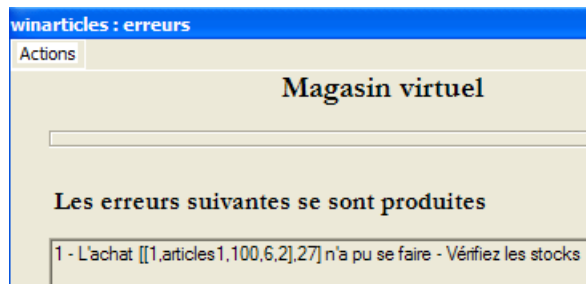 winarticles : erreurs
Actions
Magasin virtuel
Les erreurs suivantes se sont produites
1 - L'achat [[1,articles1,100,6,2],27] n'a pu se faire - Vérifiez les stocks